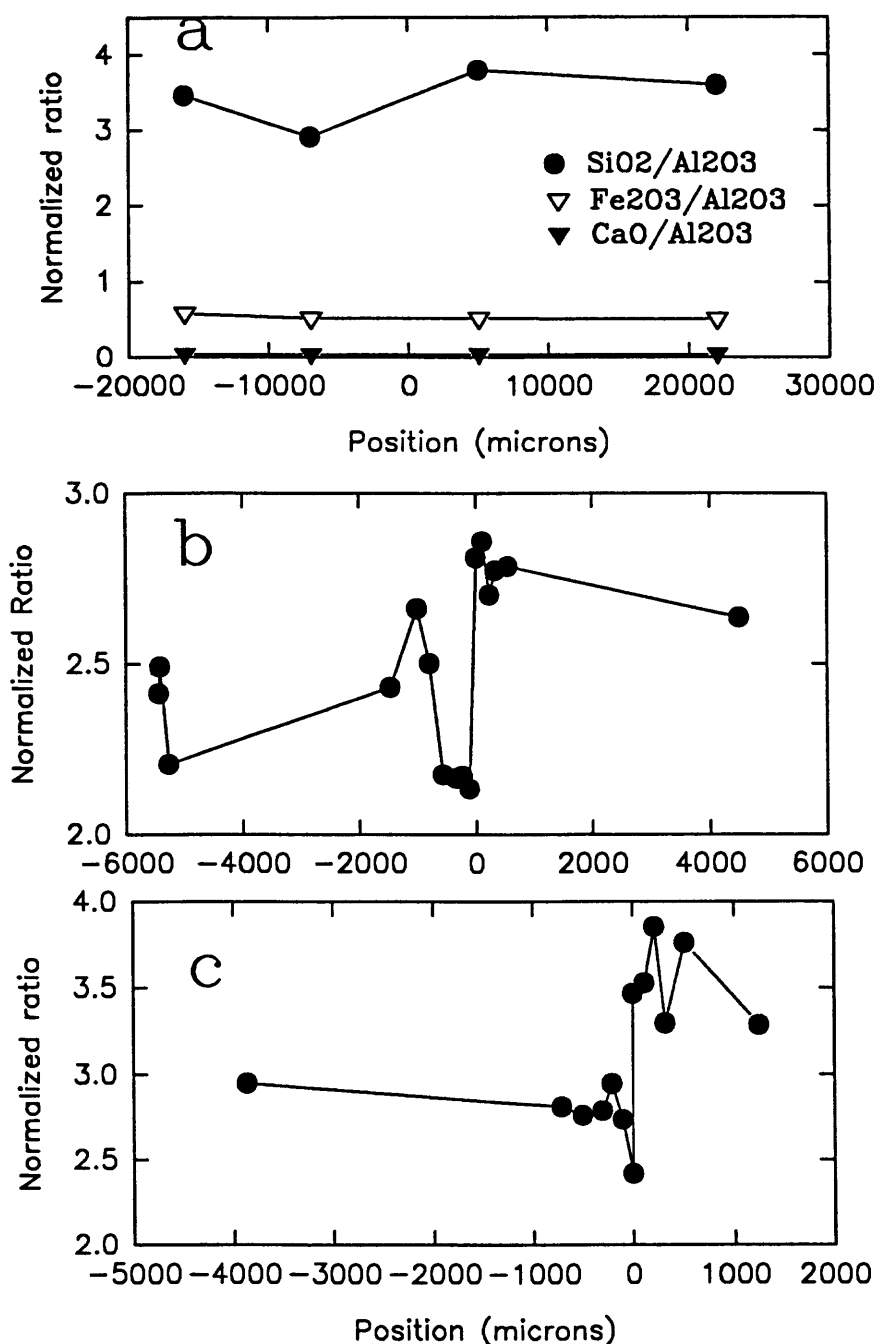 a
4
3
2
1
0
Normalized ratio
SiO2/Al2O3
Fe2O3/Al2O3
CaO/Al2O3
−20000 −10000 0 10000 20000 30000
Position (microns)
b
3.0
2.5
2.0
Normalized Ratio
−6000 −4000 −2000 0 2000 4000 6000
c
4.0
3.5
3.0
2.5
2.0
Normalized ratio
−5000 −4000 −3000 −2000 −1000 0 1000 2000
Position (microns)